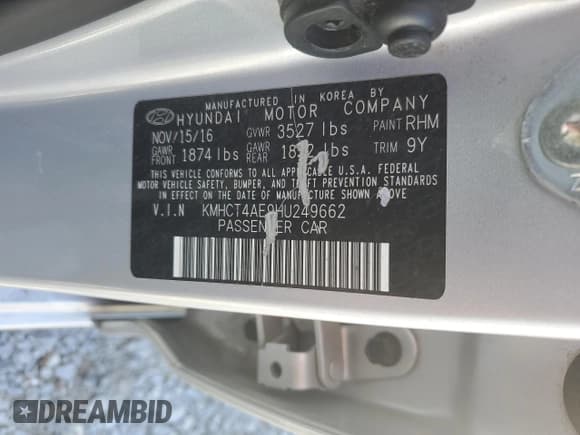 MANUFACTURED IN KOREA BY
HYUNDAI MOTOR COMPANY
NOV/15/16 GVWR 3527 lbs PAINT RHM
GAWR FRONT 1874 lbs GAWR REAR lbs TRIM 9Y
THIS VEHICLE CONFORMS TO ALL APPLICABLE U.S.A. FEDERAL
MOTOR VEHICLE SAFETY, BUMPER, AND THEFT PREVENTION STANDARDS
IN EFFECT ON THE DATE OF MANUFACTURE SHOWN ABOVE.
V.I.N KMHCT4AE9HU249662
PASSENGER CAR
DREAMBID